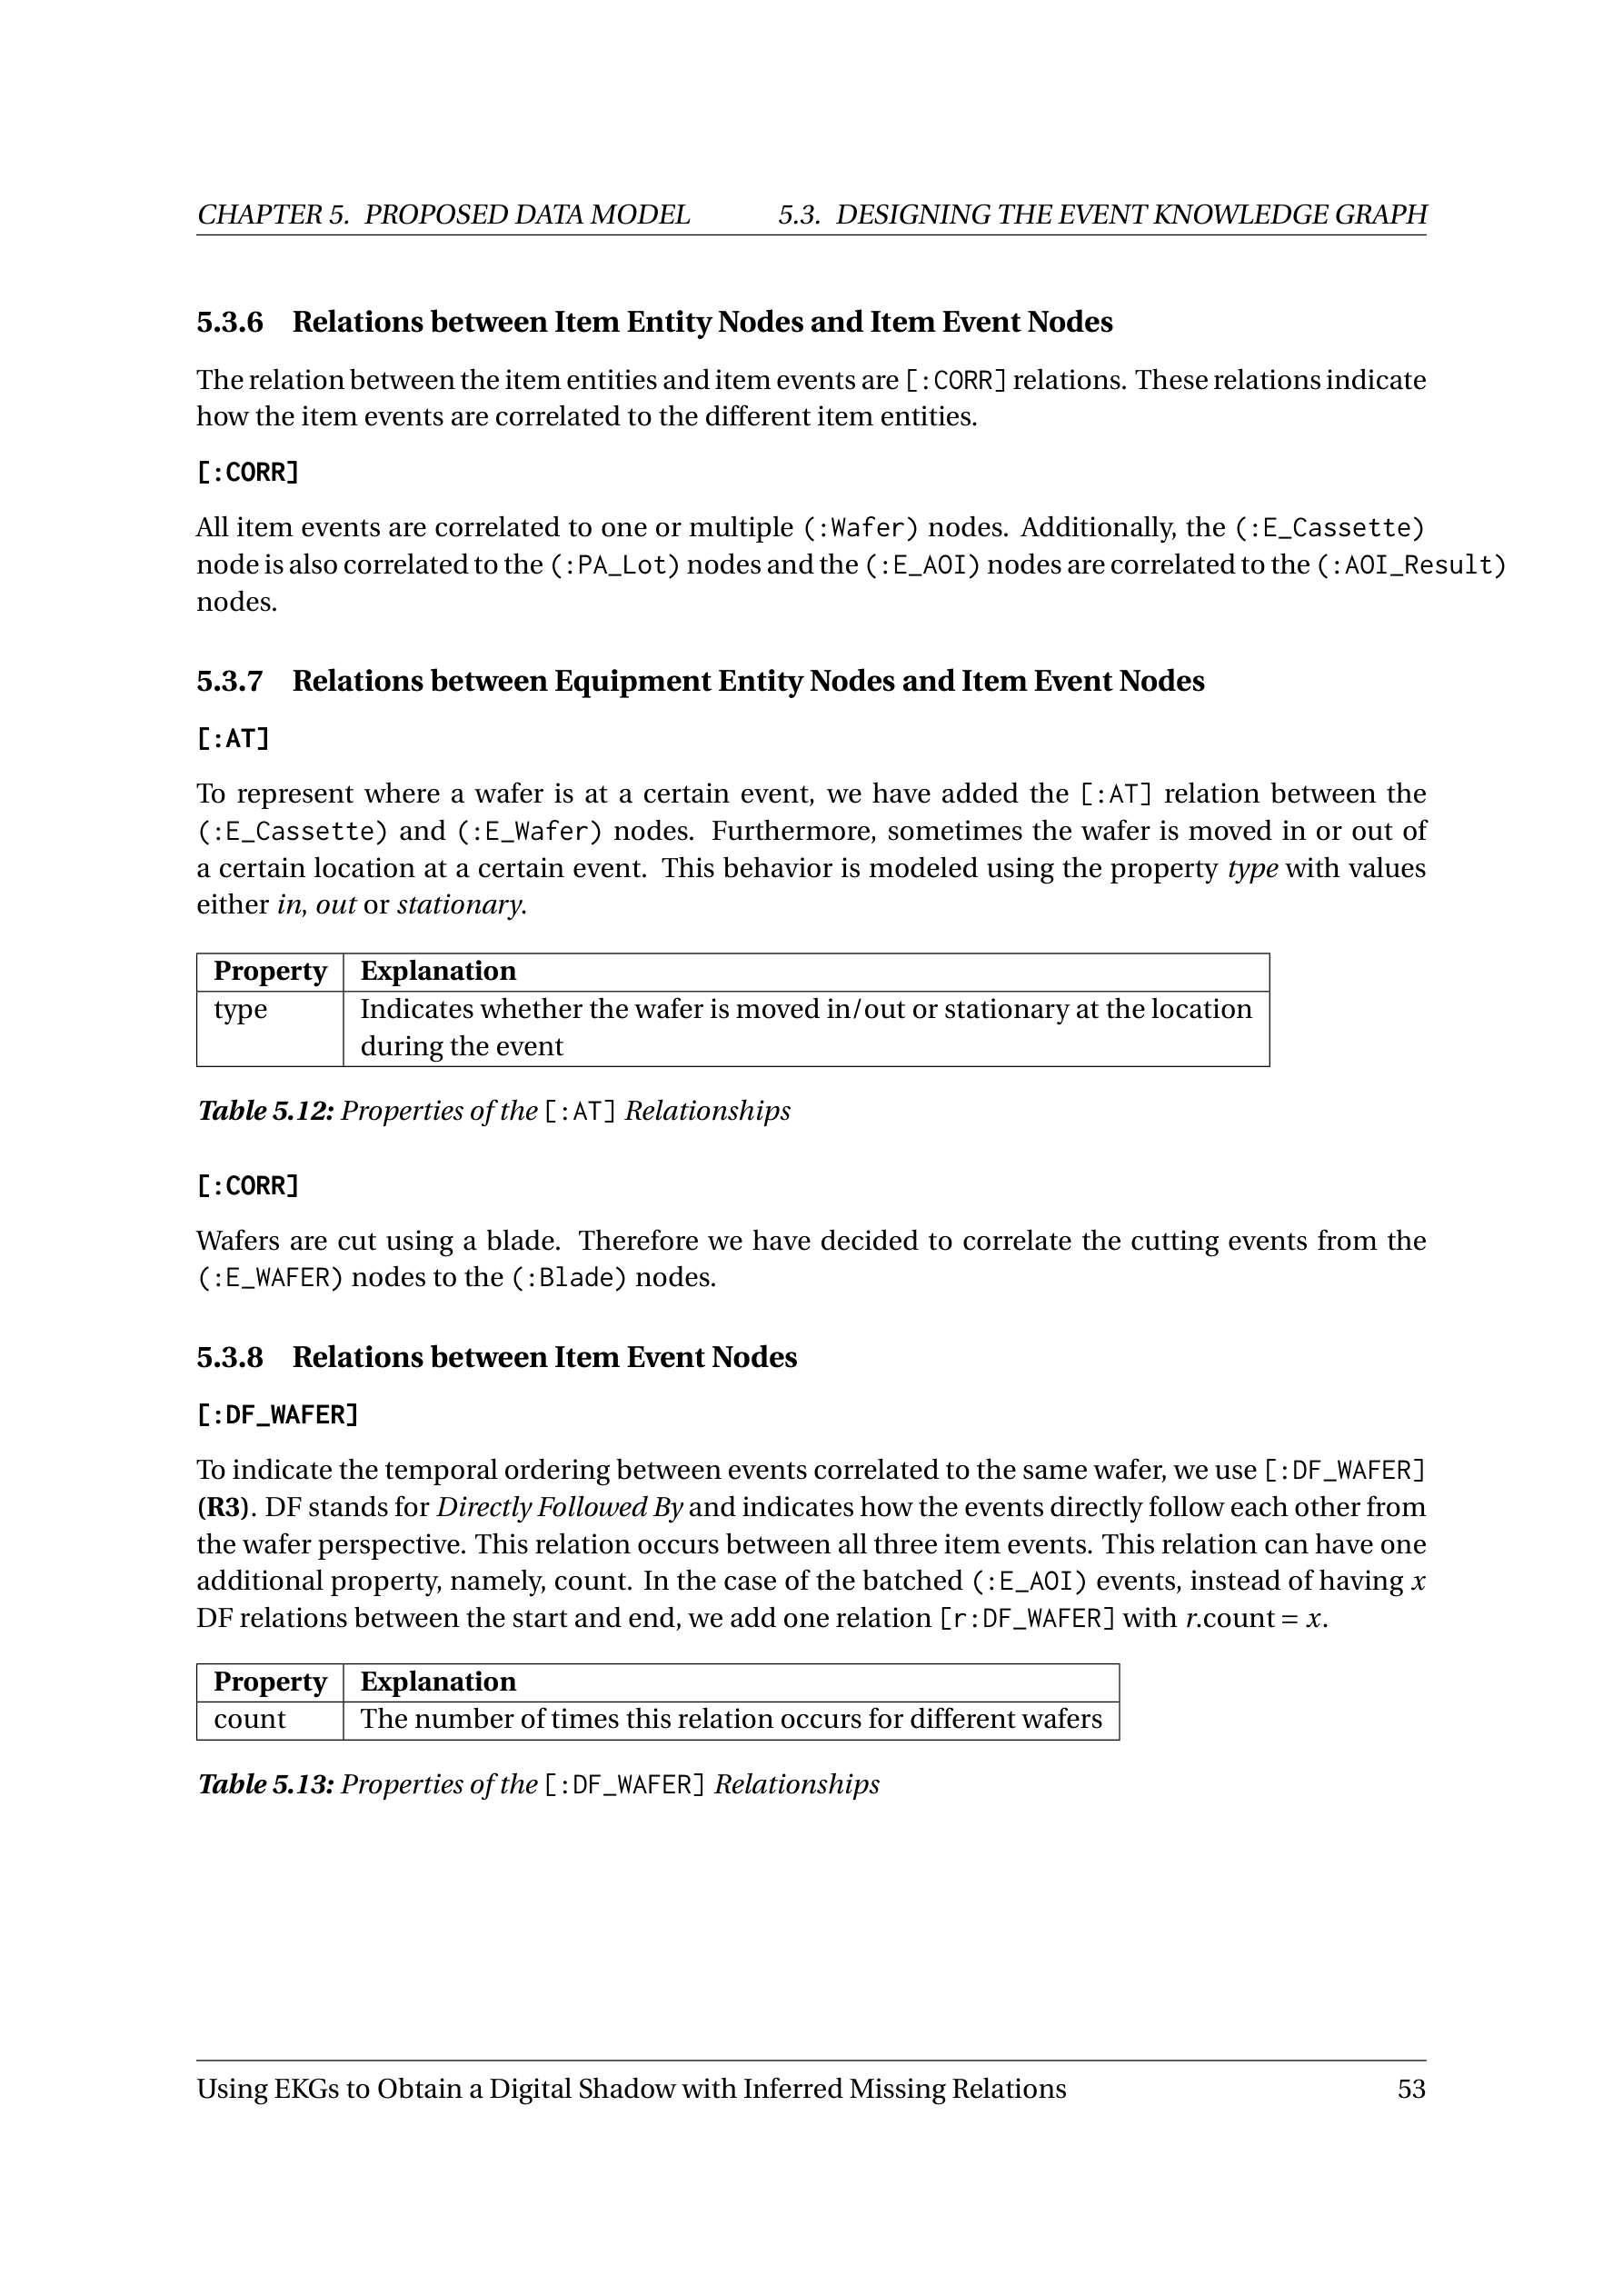 CHAPTER 5. PROPOSED DATA MODEL 5.3. DESIGNING THE EVENT KNOWLEDGE GRAPH
5.3.6 Relations between Item Entity Nodes and Item Event Nodes
The relation between the item entities and item events are [:CORR] relations. These relations indicate
how the item events are correlated to the different item entities.
[:CORR]
All item events are correlated to one or multiple (:Wafer) nodes. Additionally, the (:E_Cassette)
node is also correlated to the (:PA_Lot) nodes and the (:E_AOI) nodes are correlated to the (:AOI_Result)
nodes.
5.3.7 Relations between Equipment Entity Nodes and Item Event Nodes
[:AT]
To represent where a wafer is at a certain event, we have added the [:AT] relation between the
(:E_Cassette) and (:E_Wafer) nodes. Furthermore, sometimes the wafer is moved in or out of
a certain location at a certain event. This behavior is modeled using the property type with values
either in, out or stationary.
Property Explanation
type Indicates whether the wafer is moved in/out or stationary at the location
during the event
Table 5.12: Properties of the [:AT] Relationships
[:CORR]
Wafers are cut using a blade. Therefore we have decided to correlate the cutting events from the
(:E_WAFER) nodes to the (:Blade) nodes.
5.3.8 Relations between Item Event Nodes
[:DF_WAFER]
To indicate the temporal ordering between events correlated to the same wafer, we use [:DF_WAFER]
(R3). DF stands for Directly Followed By and indicates how the events directly follow each other from
the wafer perspective. This relation occurs between all three item events. This relation can have one
additional property, namely, count. In the case of the batched (:E_AOI) events, instead of having x
DF relations between the start and end, we add one relation [r:DF_WAFER] with r.count = x.
Property Explanation
count The number of times this relation occurs for different wafers
Table 5.13: Properties of the [:DF_WAFER] Relationships
Using EKGs to Obtain a Digital Shadow with Inferred Missing Relations 53